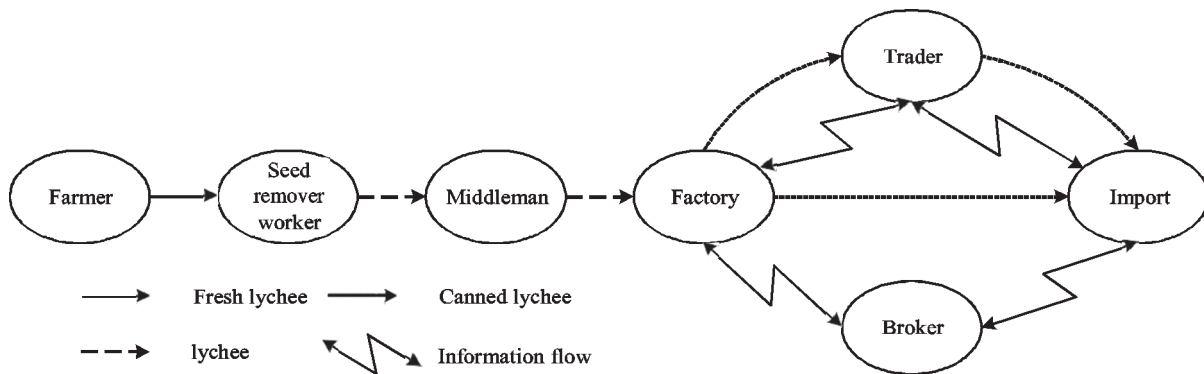 Trader
Farmer
Seed
remover
worker
Middleman
Factory
Import
Broker
Fresh lychee
Canned lychee
lychee
Information flow